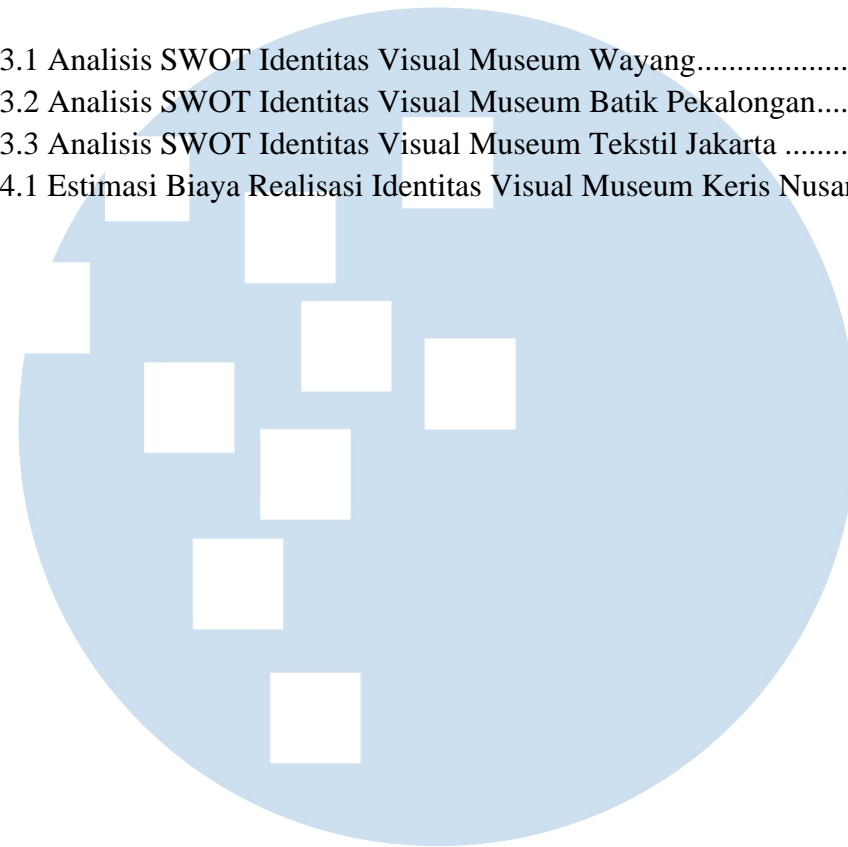 3.1 Analisis SWOT Identitas Visual Museum Wayang...................
3.2 Analisis SWOT Identitas Visual Museum Batik Pekalongan....
3.3 Analisis SWOT Identitas Visual Museum Tekstil Jakarta ........
4.1 Estimasi Biaya Realisasi Identitas Visual Museum Keris